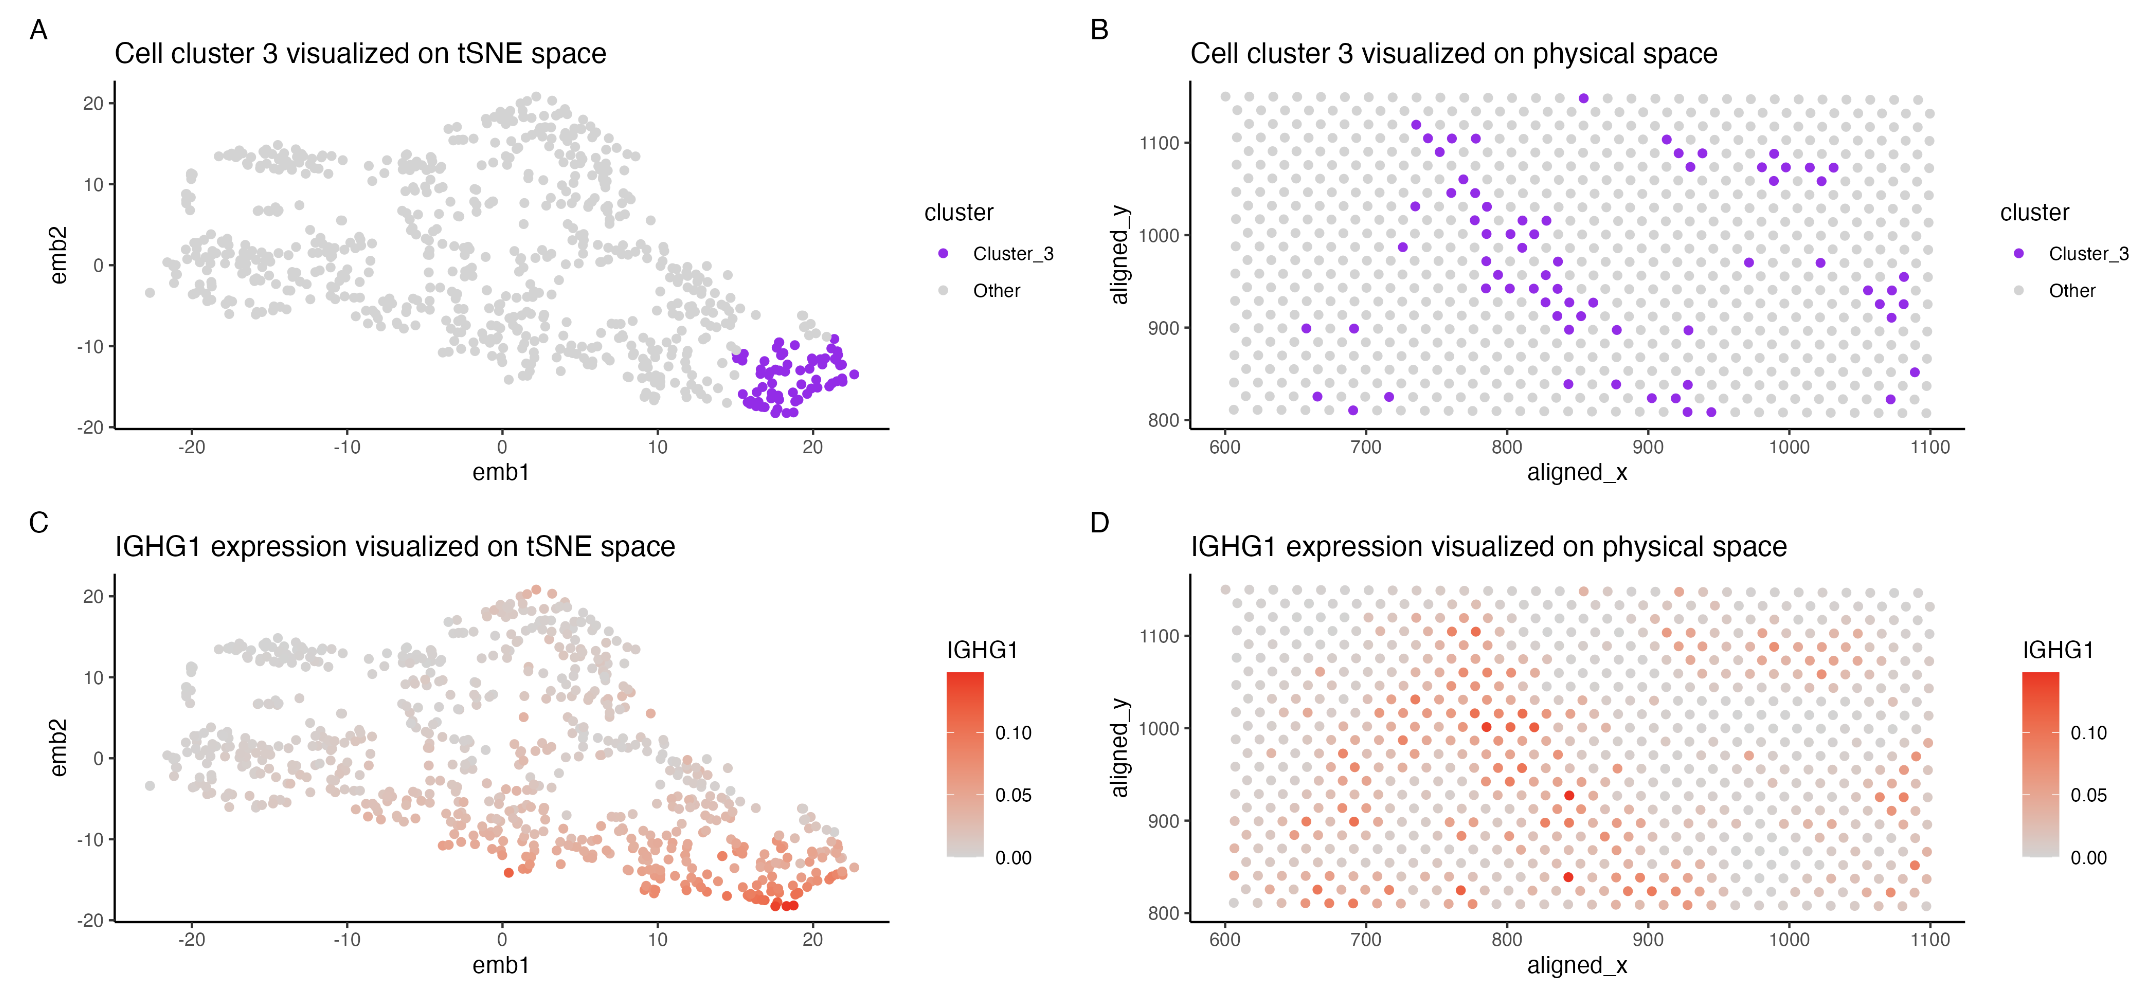 A
Cell cluster 3 visualized on tSNE space
20
10
0
-10
-20
-20
-10
0
10
20
emb1
emb2
cluster
Cluster_3
Other
B
Cell cluster 3 visualized on physical space
1100
1000
900
800
600
700
800
900
1000
1100
aligned_x
aligned_y
cluster
Cluster_3
Other
C
IGHG1 expression visualized on tSNE space
20
10
0
-10
-20
-20
-10
0
10
20
emb1
emb2
IGHG1
0.10
0.05
0.00
D
IGHG1 expression visualized on physical space
1100
1000
900
800
600
700
800
900
1000
1100
aligned_x
aligned_y
IGHG1
0.10
0.05
0.00